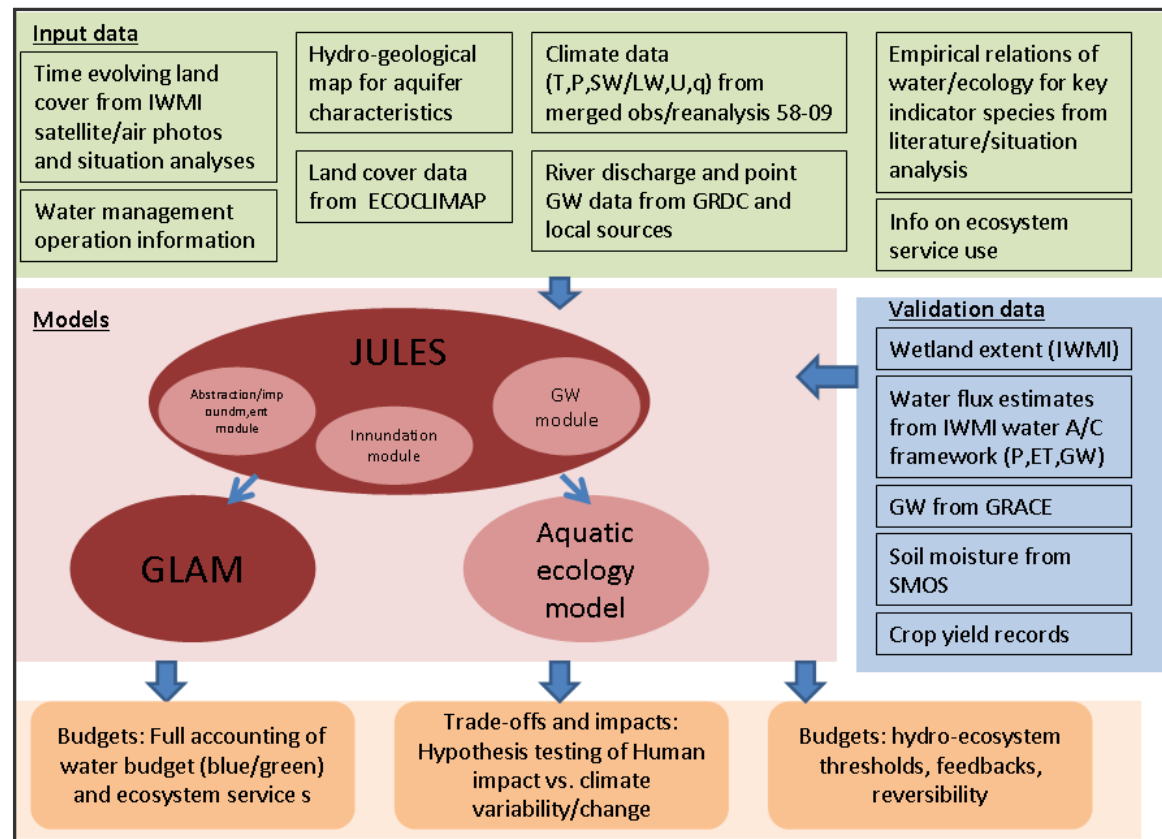 Input data
Time evolving land
cover from IWMI
satellite/air photos
and situation analyses
Water management
operation information
Hydro-geological
map for aquifer
characteristics
Land cover data
from ECOCLIMAP
Climate data
(T,P,SW/LW,U,q) from
merged obs/reanalysis 58-09
River discharge and point
GW data from GRDC and
local sources
Empirical relations of
water/ecology for key
indicator species from
literature/situation
analysis
Info on ecosystem
service use
Models
JULES
Abstraction/imp
oundm,ent
module
Innundation
module
GW
module
GLAM
Aquatic
ecology
model
Validation data
Wetland extent (IWMI)
Water flux estimates
from IWMI water A/C
framework (P,ET,GW)
GW from GRACE
Soil moisture from
SMOS
Crop yield records
Budgets: Full accounting of
water budget (blue/green)
and ecosystem service s
Trade-offs and impacts:
Hypothesis testing of Human
impact vs. climate
variability/change
Budgets: hydro-ecosystem
thresholds, feedbacks,
reversibility